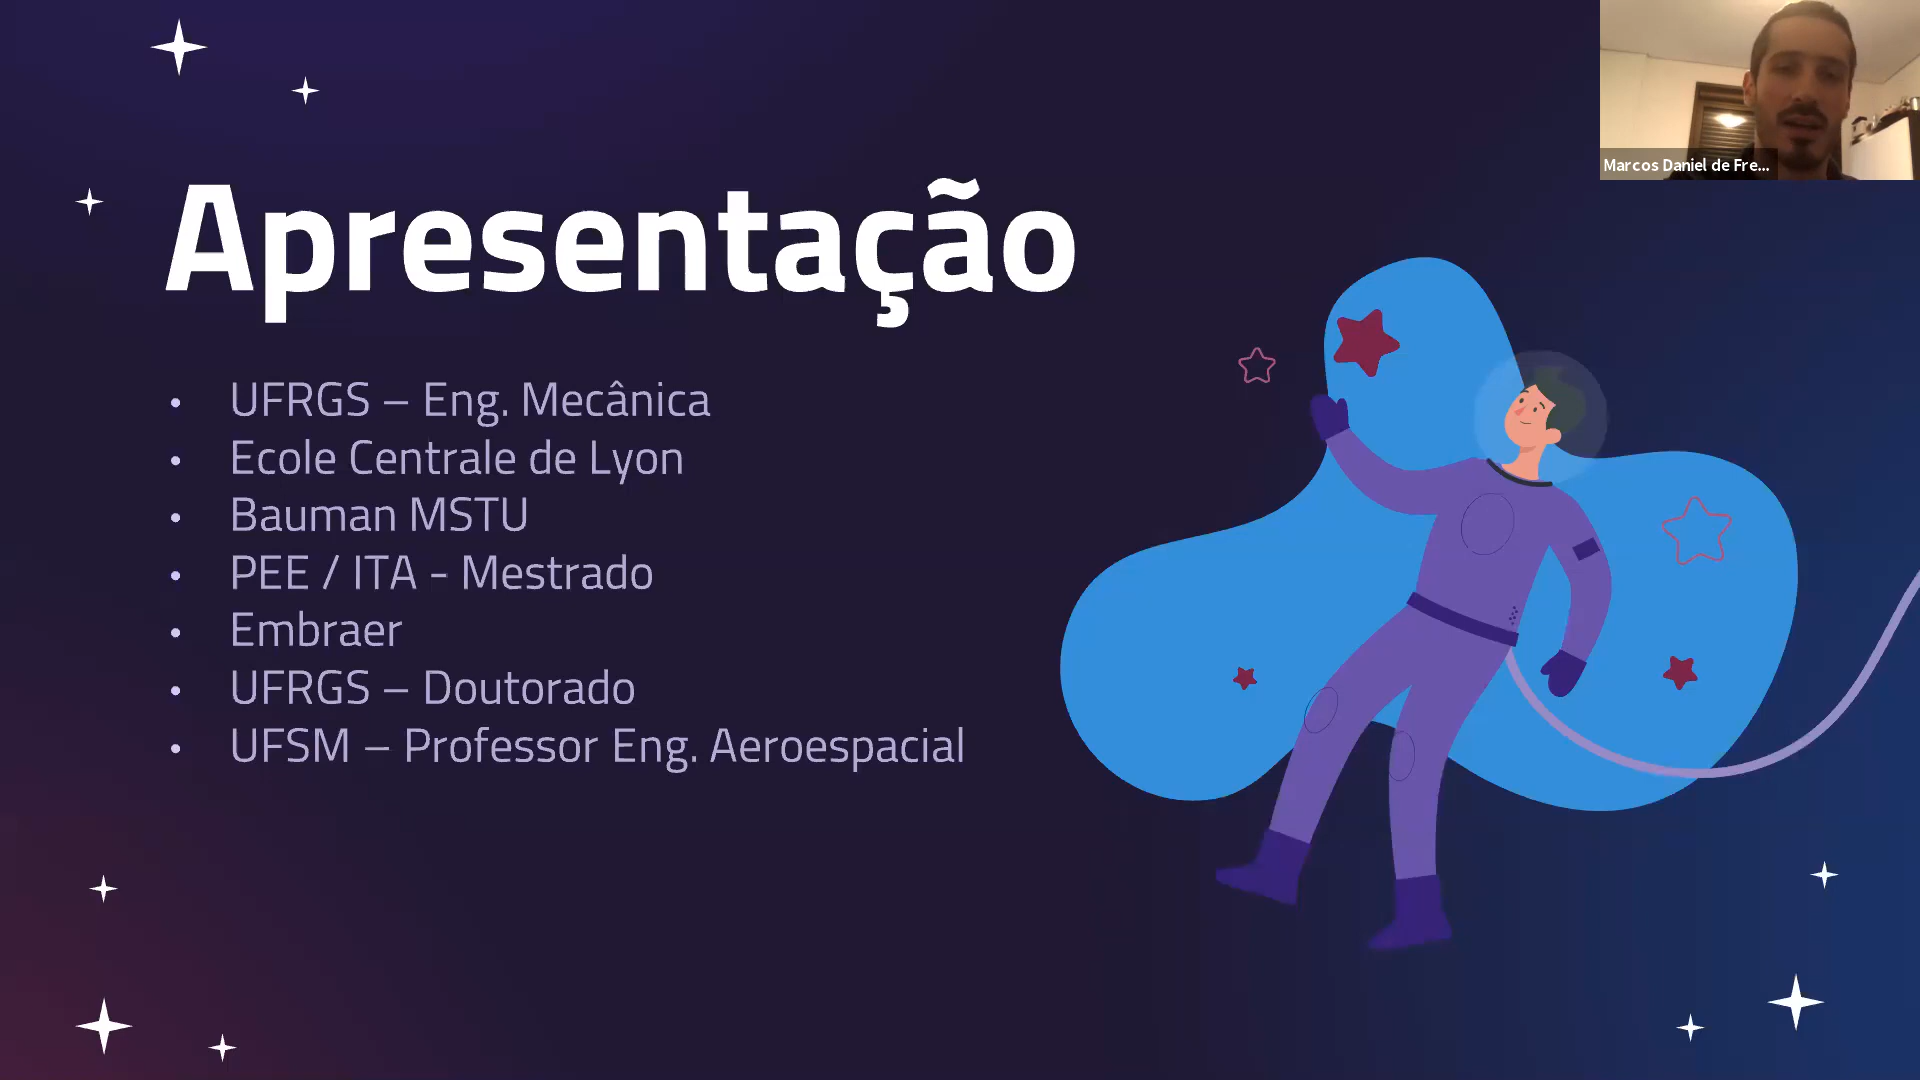 Marcos Daniel de Fre...
Apresentação
• UFRGS – Eng. Mecânica
• Ecole Centrale de Lyon
• Bauman MSTU
• PEE / ITA - Mestrado
• Embraer
• UFRGS – Doutorado
• UFSM – Professor Eng. Aeroespacial